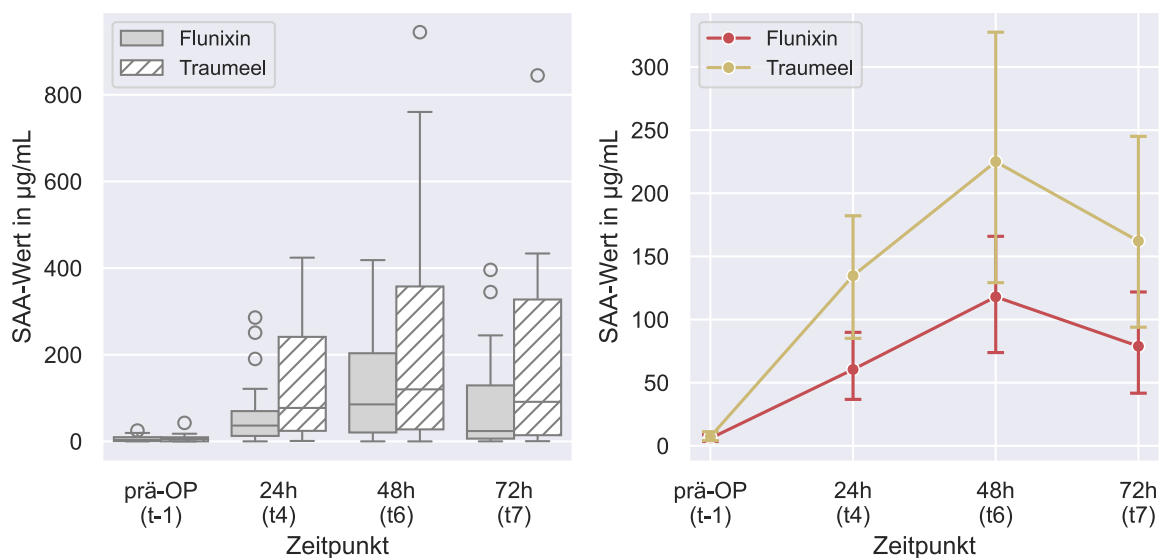 Flunixin
Traumeel
SAA-Wert in µg/mL
800
600
400
200
0
prä-OP
(t-1)
24h
(t4)
48h
(t6)
72h
(t7)
Zeitpunkt
Flunixin
Traumeel
SAA-Wert in µg/mL
300
250
200
150
100
50
0
prä-OP
(t-1)
24h
(t4)
48h
(t6)
72h
(t7)
Zeitpunkt